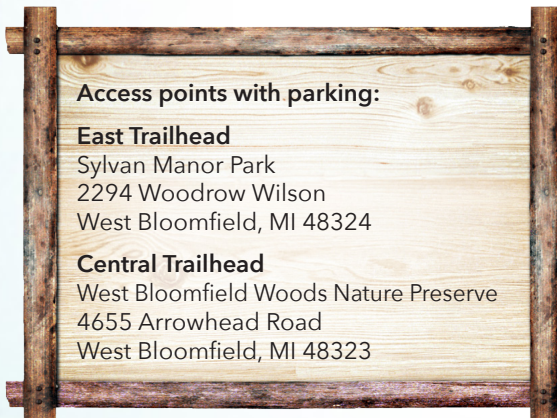 Access points with parking:
East Trailhead
Sylvan Manor Park
2294 Woodrow Wilson
West Bloomfield, MI 48324
Central Trailhead
West Bloomfield Woods Nature Preserve
4655 Arrowhead Road
West Bloomfield, MI 48323